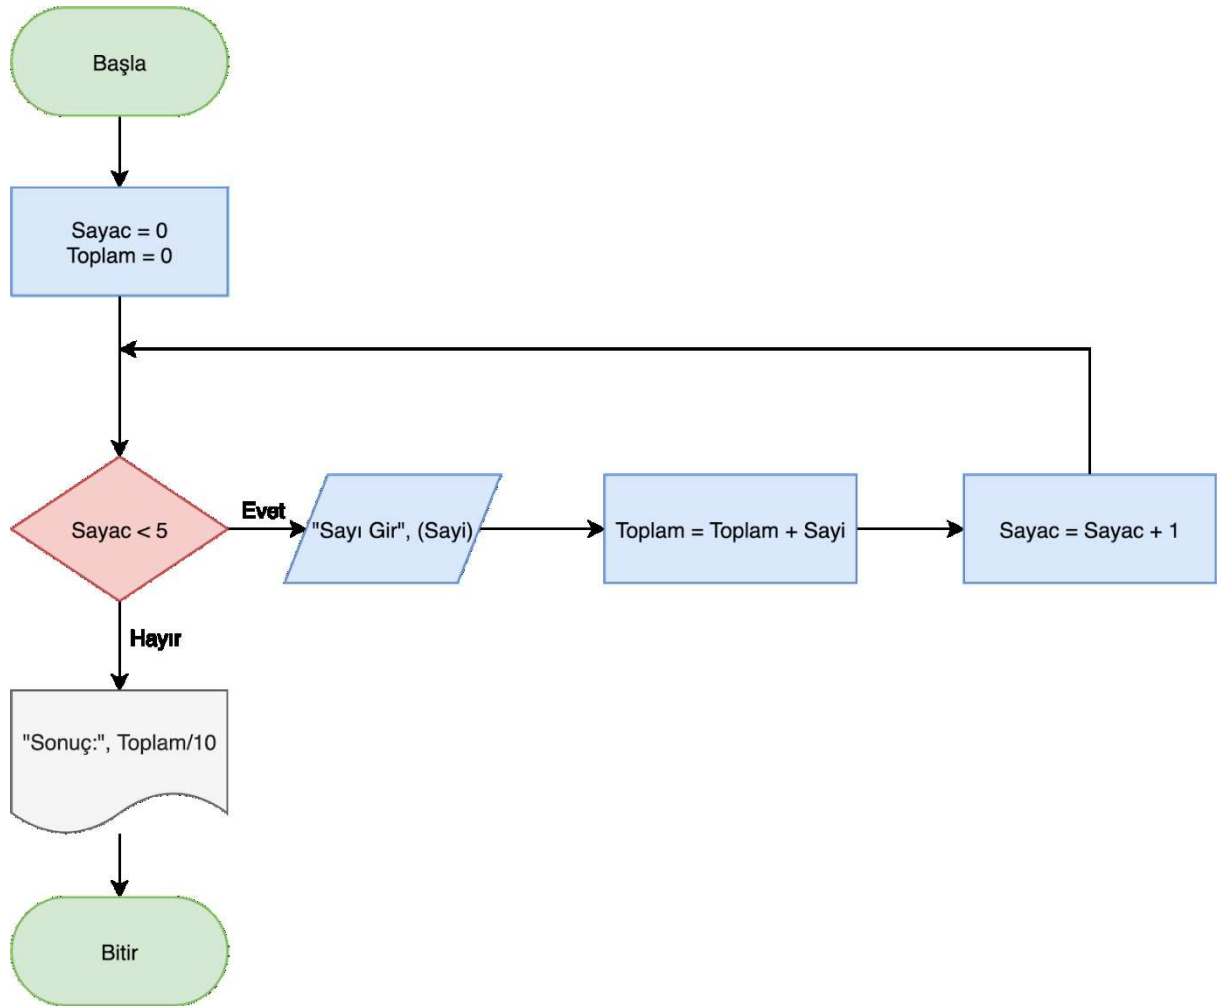 Başla
Sayac = 0
Toplam = 0
Sayac < 5
Evet
"Sayı Gir", (Sayi)
Toplam = Toplam + Sayi
Sayac = Sayac + 1
Hayır
"Sonuç:", Toplam/10
Bitir